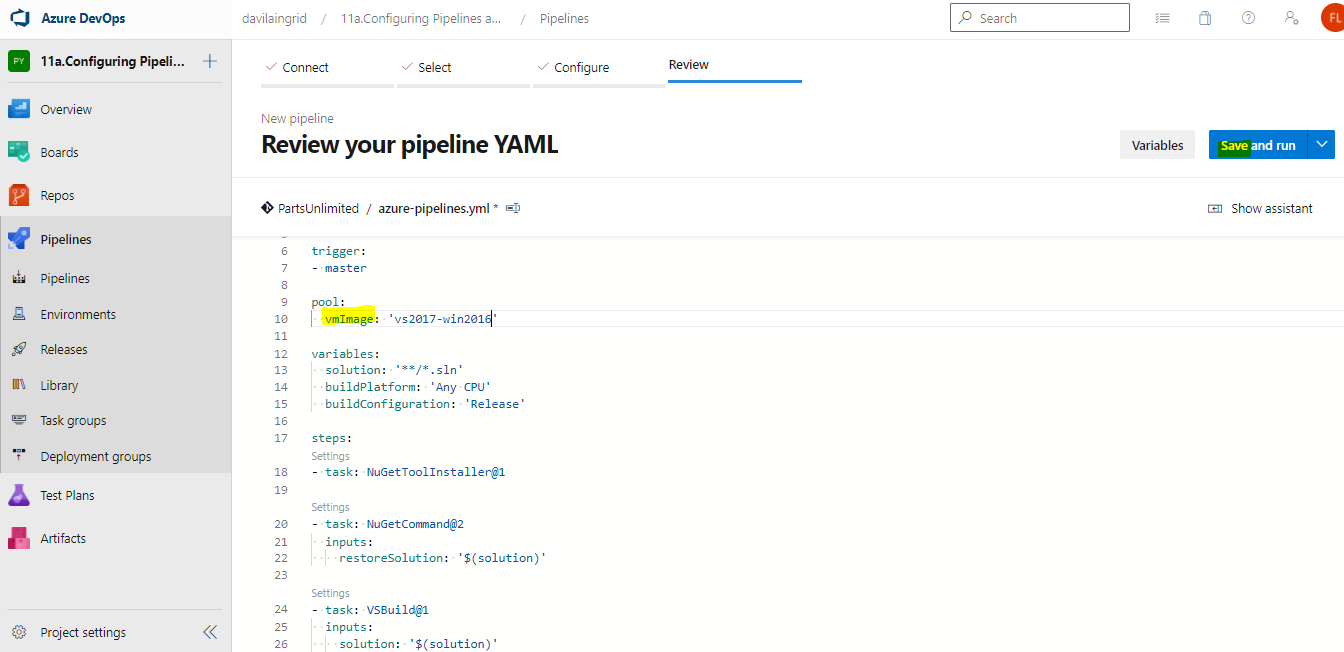 Azure DevOps
davilaingrid / 11a.Configuring Pipelines a... / Pipelines
Search
FL
PY 11a.Configuring Pipeli...
Overview
Boards
Repos
Pipelines
Pipelines
Environments
Releases
Library
Task groups
Deployment groups
Test Plans
Artifacts
Project settings
Connect Select Configure Review
New pipeline
Review your pipeline YAML
Variables Save and run
PartsUnlimited / azure-pipelines.yml *
Show assistant
6 trigger:
7 - master
8
9 pool:
10 vmImage: 'vs2017-win2016'
11
12 variables:
13 solution: '**/*.sln'
14 buildPlatform: 'Any CPU'
15 buildConfiguration: 'Release'
16
17 steps:
Settings
18 - task: NuGetToolInstaller@1
19
Settings
20 - task: NuGetCommand@2
21 inputs:
22 restoreSolution: '$(solution)'
23
Settings
24 - task: VSBuild@1
25 inputs:
26 solution: '$(solution)'